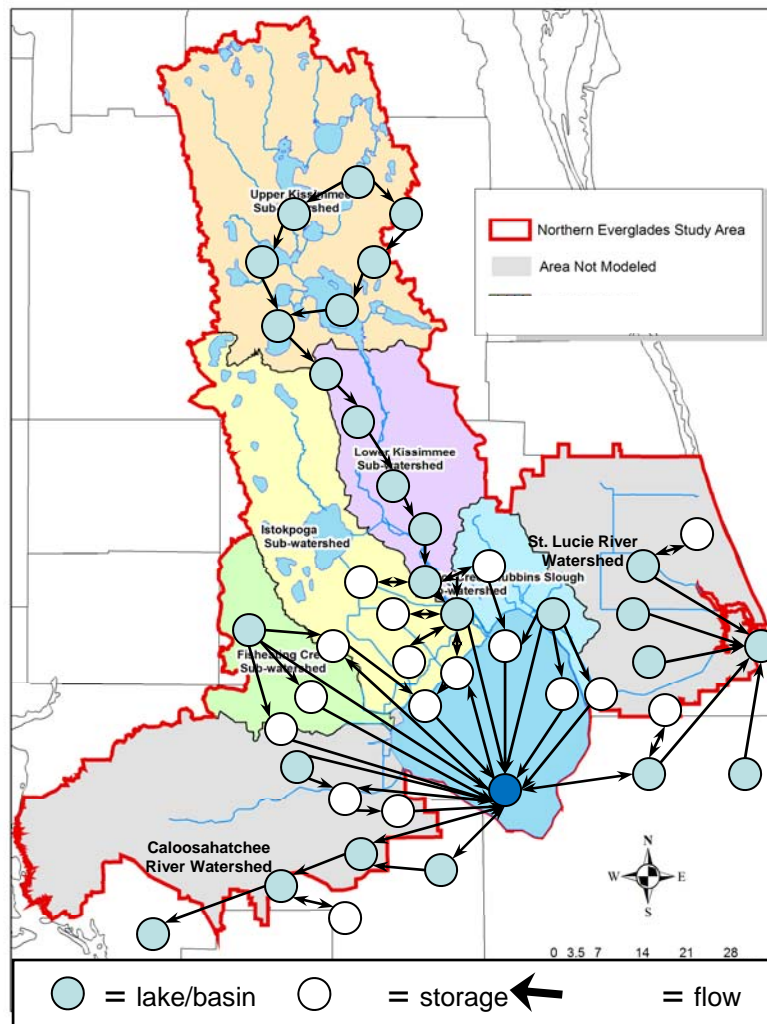 Upper Kissimmee
Sub-watershed
Northern Everglades Study Area
Area Not Modeled
Lower Kissimmee
Sub-watershed
St. Lucie River
Watershed
Istokpoga
Sub-watershed
Nubbins Slough
Fisheating Cre
Sub-watershed
Caloosahatchee
River Watershed
N
W E
S
0 3.5 7 14 21 28
= lake/basin = storage = flow